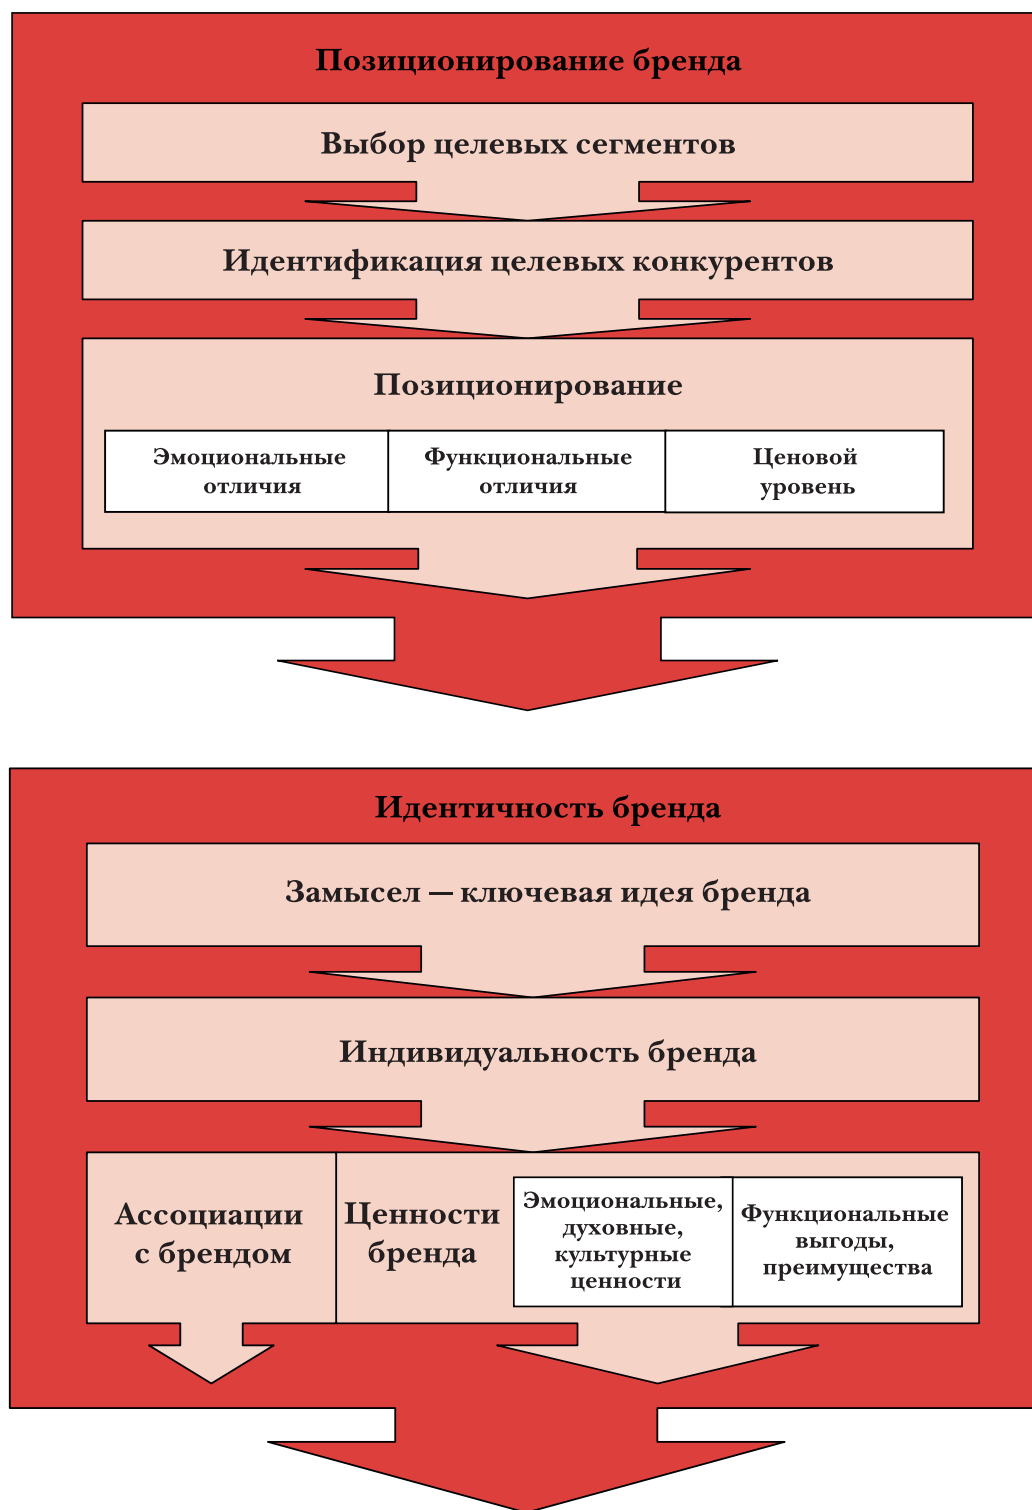 Позиционирование бренда
Выбор целевых сегментов
Идентификация целевых конкурентов
Позиционирование
Эмоциональные
отличия
Функциональные
отличия
Ценовой
уровень
Идентичность бренда
Замысел — ключевая идея бренда
Индивидуальность бренда
Ассоциации
с брендом
Ценности
бренда
Эмоциональные,
духовные,
культурные
ценности
Функциональные
выгоды,
преимущества